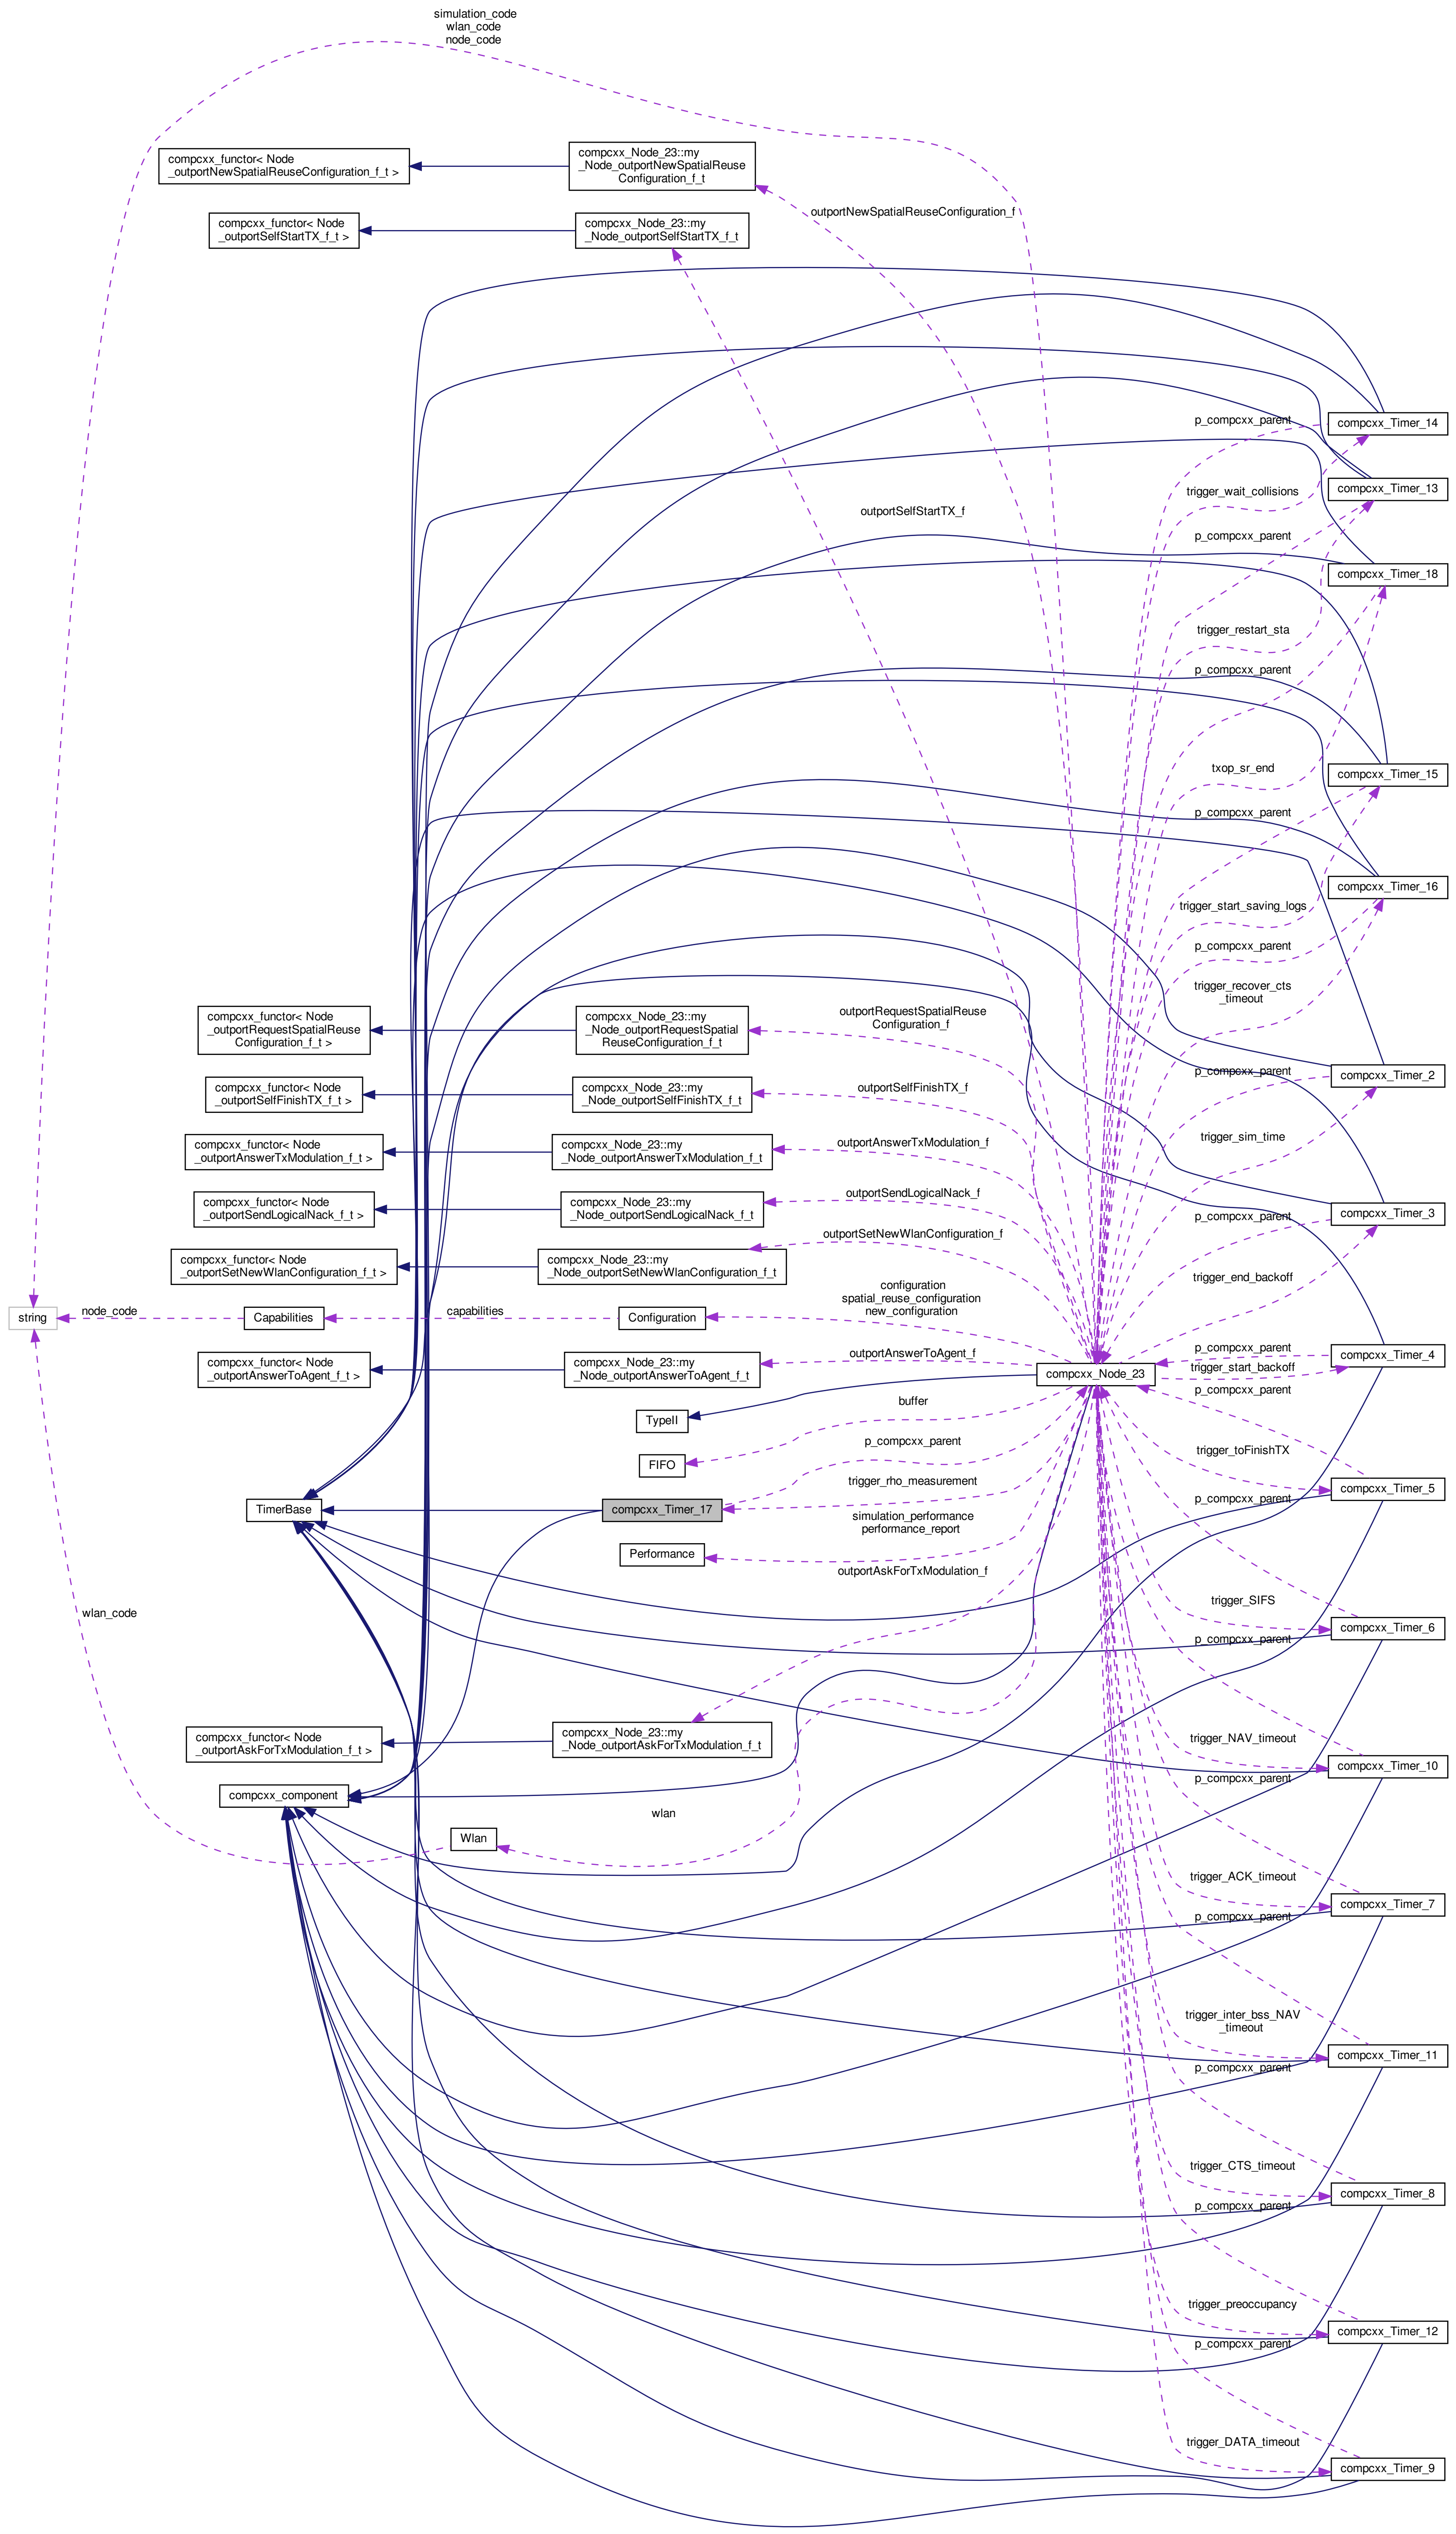 simulation_code
wlan_code
node_code
compcxx_functor< Node
_outportNewSpatialReuseConfiguration_f_t >
compcxx_Node_23::my
_Node_outportNewSpatialReuse
Configuration_f_t
outportNewSpatialReuseConfiguration_f
compcxx_functor< Node
_outportSelfStartTX_f_t >
compcxx_Node_23::my
_Node_outportSelfStartTX_f_t
p_compcxx_parent
compcxx_Timer_14
trigger_wait_collisions
compcxx_Timer_13
outportSelfStartTX_f
p_compcxx_parent
compcxx_Timer_18
trigger_restart_sta
p_compcxx_parent
txop_sr_end
compcxx_Timer_15
p_compcxx_parent
compcxx_Timer_16
trigger_start_saving_logs
p_compcxx_parent
trigger_recover_cts
_timeout
compcxx_functor< Node
_outportRequestSpatialReuse
Configuration_f_t >
compcxx_Node_23::my
_Node_outportRequestSpatial
ReuseConfiguration_f_t
outportRequestSpatialReuse
Configuration_f
p_compcxx_parent
compcxx_Timer_2
compcxx_functor< Node
_outportSelfFinishTX_f_t >
compcxx_Node_23::my
_Node_outportSelfFinishTX_f_t
outportSelfFinishTX_f
trigger_sim_time
compcxx_functor< Node
_outportAnswerTxModulation_f_t >
compcxx_Node_23::my
_Node_outportAnswerTxModulation_f_t
outportAnswerTxModulation_f
compcxx_functor< Node
_outportSendLogicalNack_f_t >
compcxx_Node_23::my
_Node_outportSendLogicalNack_f_t
outportSendLogicalNack_f
p_compcxx_parent
compcxx_Timer_3
compcxx_functor< Node
_outportSetNewWlanConfiguration_f_t >
compcxx_Node_23::my
_Node_outportSetNewWlanConfiguration_f_t
outportSetNewWlanConfiguration_f
trigger_end_backoff
string
node_code
Capabilities
capabilities
Configuration
configuration
spatial_reuse_configuration
new_configuration
p_compcxx_parent
compcxx_Timer_4
compcxx_functor< Node
_outportAnswerToAgent_f_t >
compcxx_Node_23::my
_Node_outportAnswerToAgent_f_t
outportAnswerToAgent_f
compcxx_Node_23
trigger_start_backoff
p_compcxx_parent
TypeII
buffer
FIFO
p_compcxx_parent
trigger_toFinishTX
trigger_rho_measurement
compcxx_Timer_5
TimerBase
compcxx_Timer_17
p_compcxx_parent
simulation_performance
performance_report
Performance
outportAskForTxModulation_f
wlan_code
trigger_SIFS
compcxx_Timer_6
p_compcxx_parent
compcxx_functor< Node
_outportAskForTxModulation_f_t >
compcxx_Node_23::my
_Node_outportAskForTxModulation_f_t
trigger_NAV_timeout
compcxx_Timer_10
p_compcxx_parent
compcxx_component
wlan
Wlan
trigger_ACK_timeout
compcxx_Timer_7
p_compcxx_parent
trigger_inter_bss_NAV
_timeout
compcxx_Timer_11
p_compcxx_parent
trigger_CTS_timeout
compcxx_Timer_8
p_compcxx_parent
trigger_preoccupancy
compcxx_Timer_12
p_compcxx_parent
trigger_DATA_timeout
compcxx_Timer_9